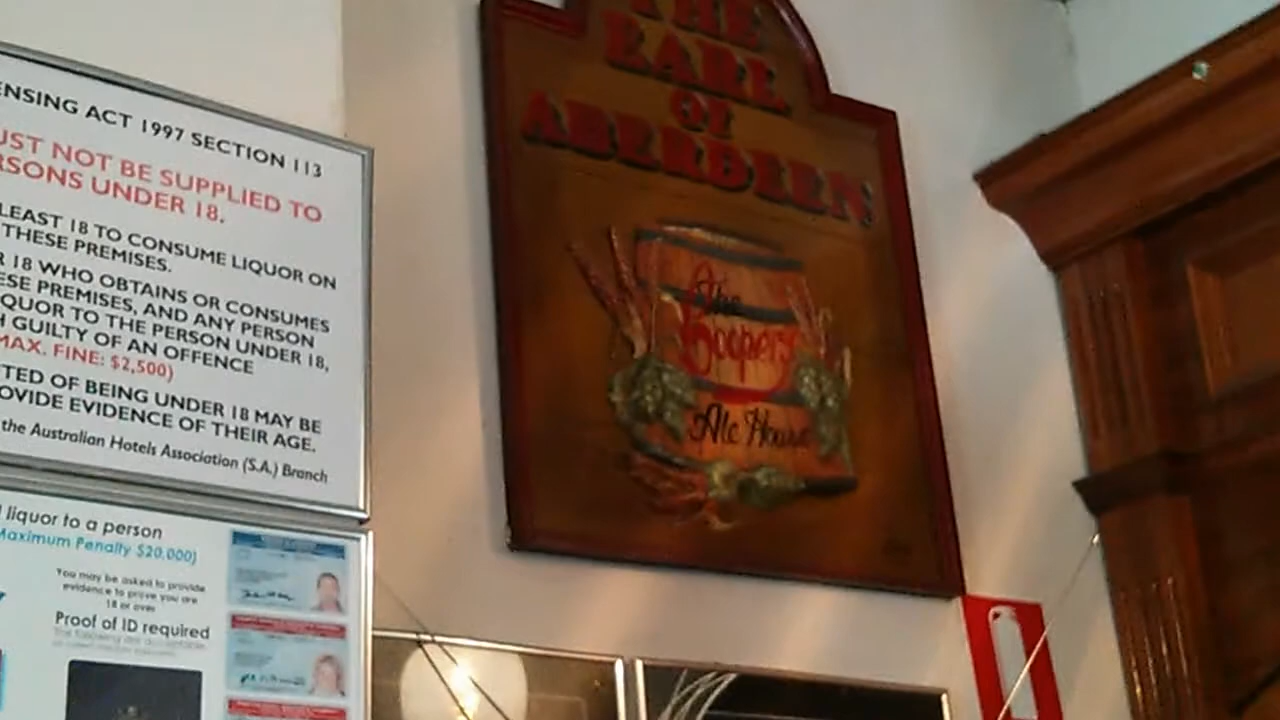 ENSING ACT 1997 SECTION 113
UST NOT BE SUPPLIED TO
RSONS UNDER 18.
LEAST 18 TO CONSUME LIQUOR ON
THESE PREMISES.
R 18 WHO OBTAINS OR CONSUMES
ESE PREMISES, AND ANY PERSON
IQUOR TO THE PERSON UNDER 18,
H GUILTY OF AN OFFENCE
MAX. FINE: $2,500)
TED OF BEING UNDER 18 MAY BE
OVIDE EVIDENCE OF THEIR AGE.
the Australian Hotels Association (S.A.) Branch
liquor to a person
Maximum Penalty $20,000)
You may be asked to provide
evidence to prove you are
18 or over
Proof of ID required
THE
EARL
OF
ABERDEEN
The
Coopers
Ale House